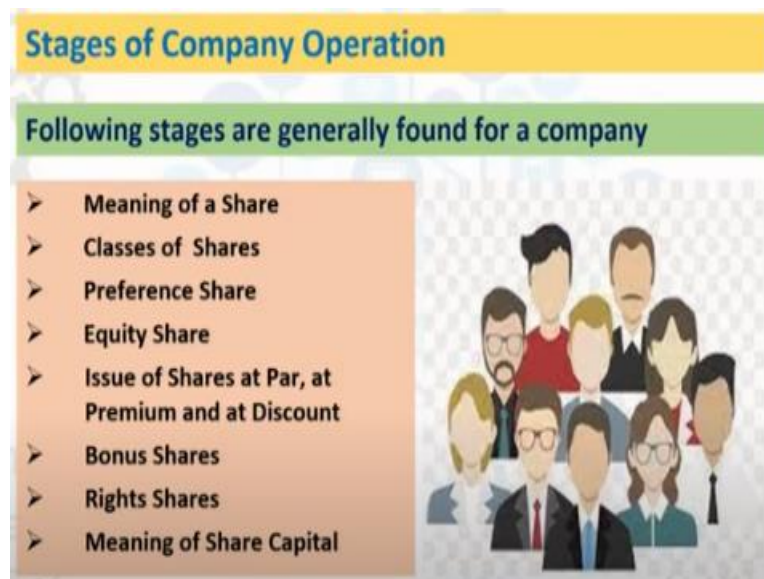 Stages of Company Operation
Following stages are generally found for a company
➢ Meaning of a Share
➢ Classes of Shares
➢ Preference Share
➢ Equity Share
➢ Issue of Shares at Par, at
Premium and at Discount
➢ Bonus Shares
➢ Rights Shares
➢ Meaning of Share Capital